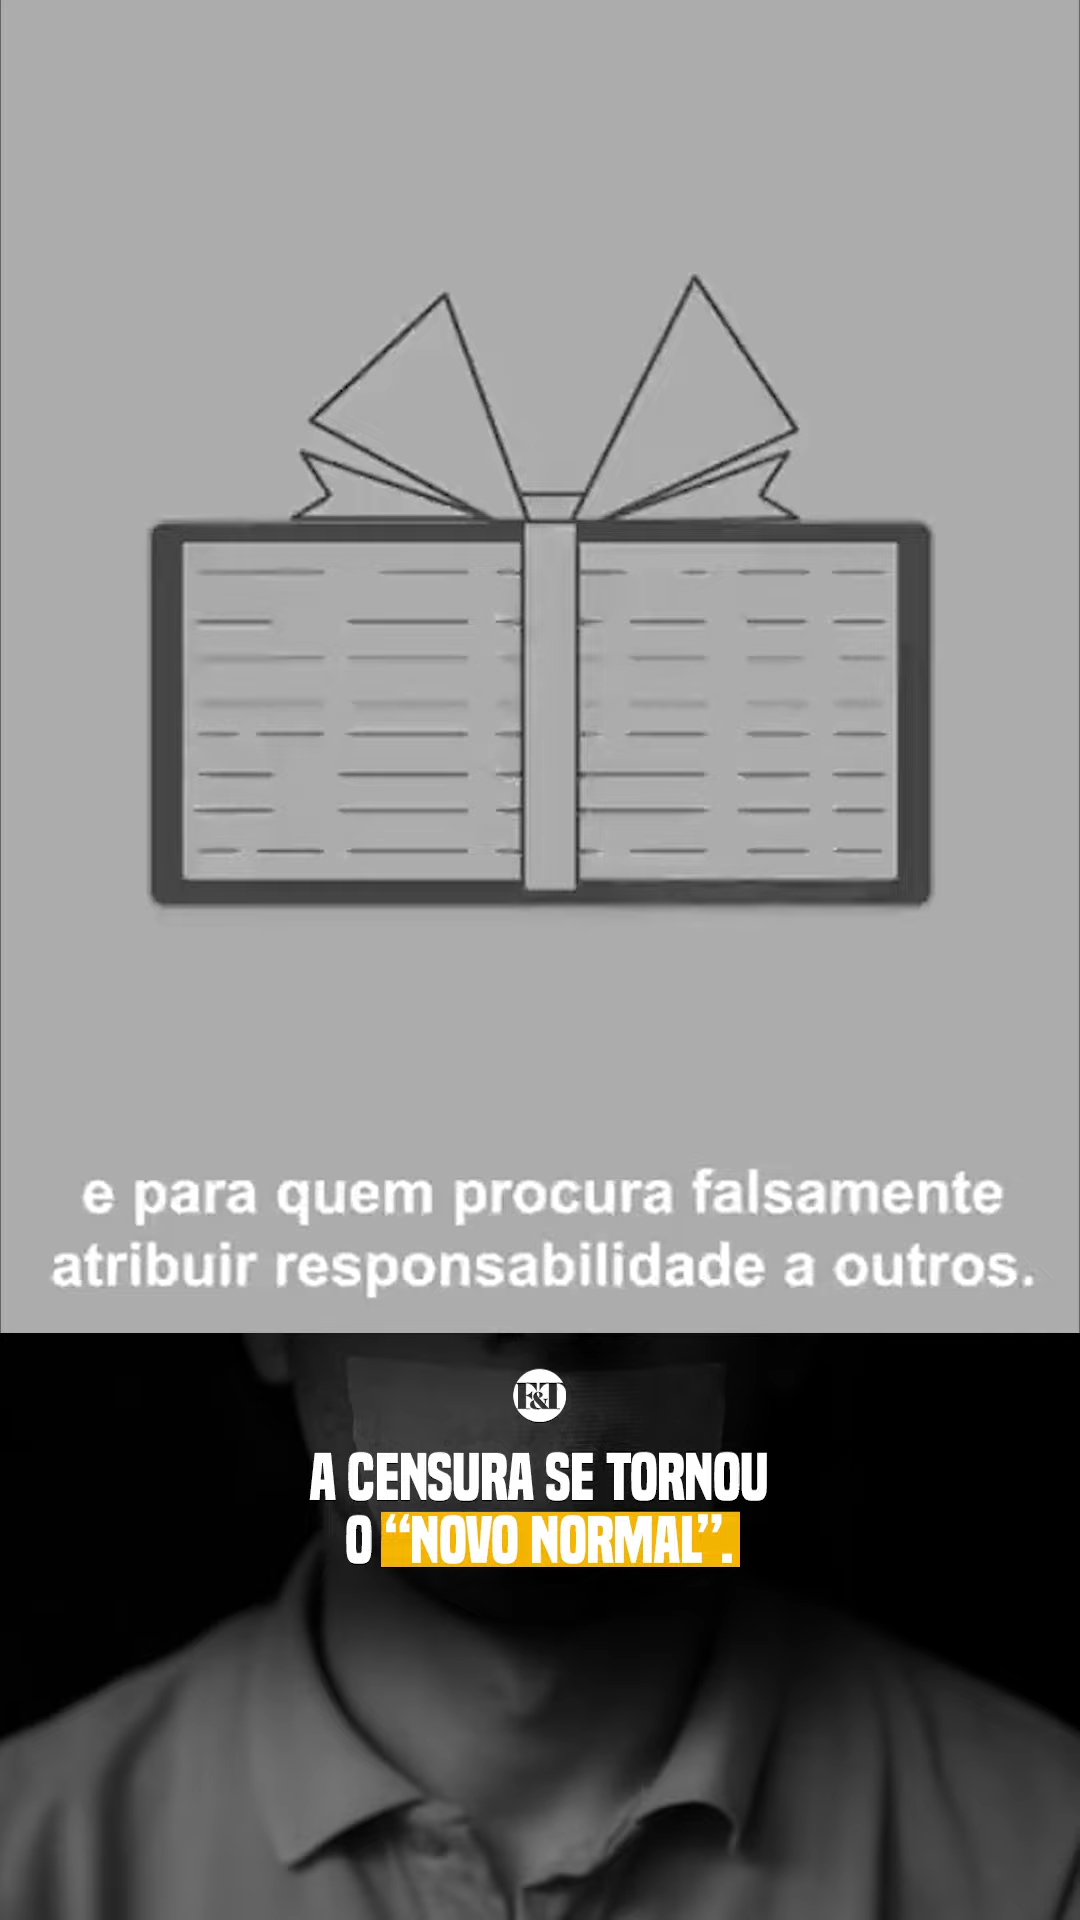 e para quem procura falsamente
atribuir responsabilidade a outros.
F&T
A CENSURA SE TORNOU
O “NOVO NORMAL”.